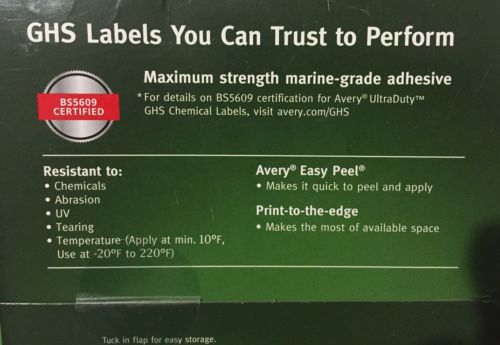 GHS Labels You Can Trust to Perform
BS5609
CERTIFIED
Maximum strength marine-grade adhesive
*For details on BS5609 certification for Avery® UltraDuty™
GHS Chemical Labels, visit avery.com/GHS
Resistant to:
• Chemicals
• Abrasion
• UV
• Tearing
• Temperature (Apply at min. 10°F,
Use at -20°F to 220°F)
Avery® Easy Peel®
• Makes it quick to peel and apply
Print-to-the-edge
• Makes the most of available space
Tuck in flap for easy storage.